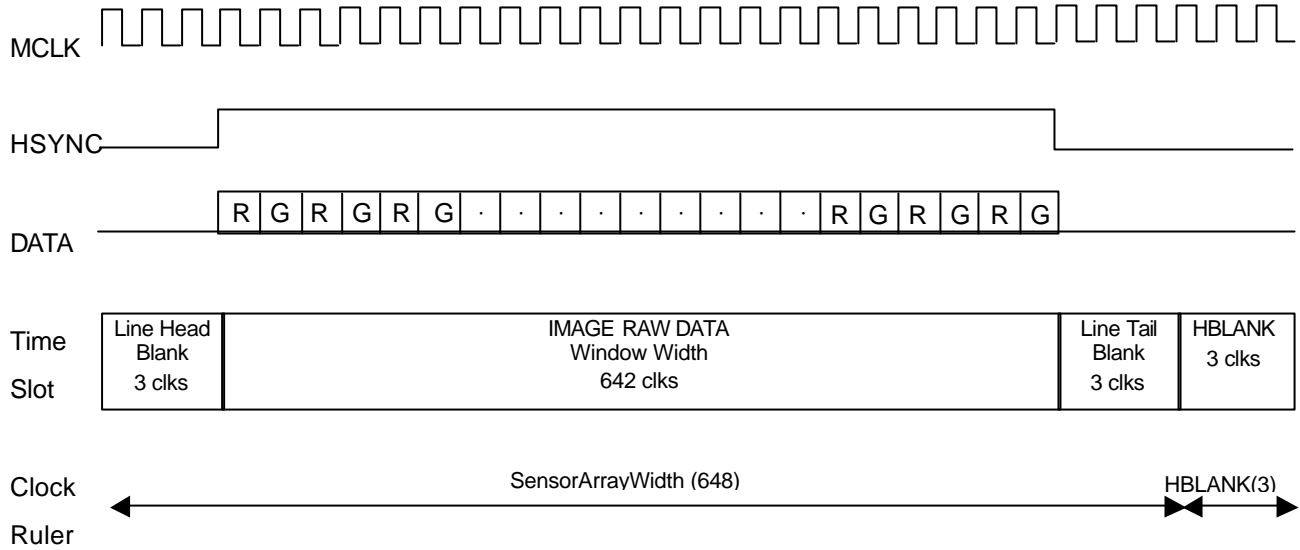 MCLK
HSYNC
DATA
R G R G R G · · · · · · · · · R G R G R G
Time
Slot
Line Head
Blank
3 clks
IMAGE RAW DATA
Window Width
642 clks
Line Tail
Blank
3 clks
HBLANK
3 clks
Clock
Ruler
SensorArrayWidth (648)
HBLANK(3)